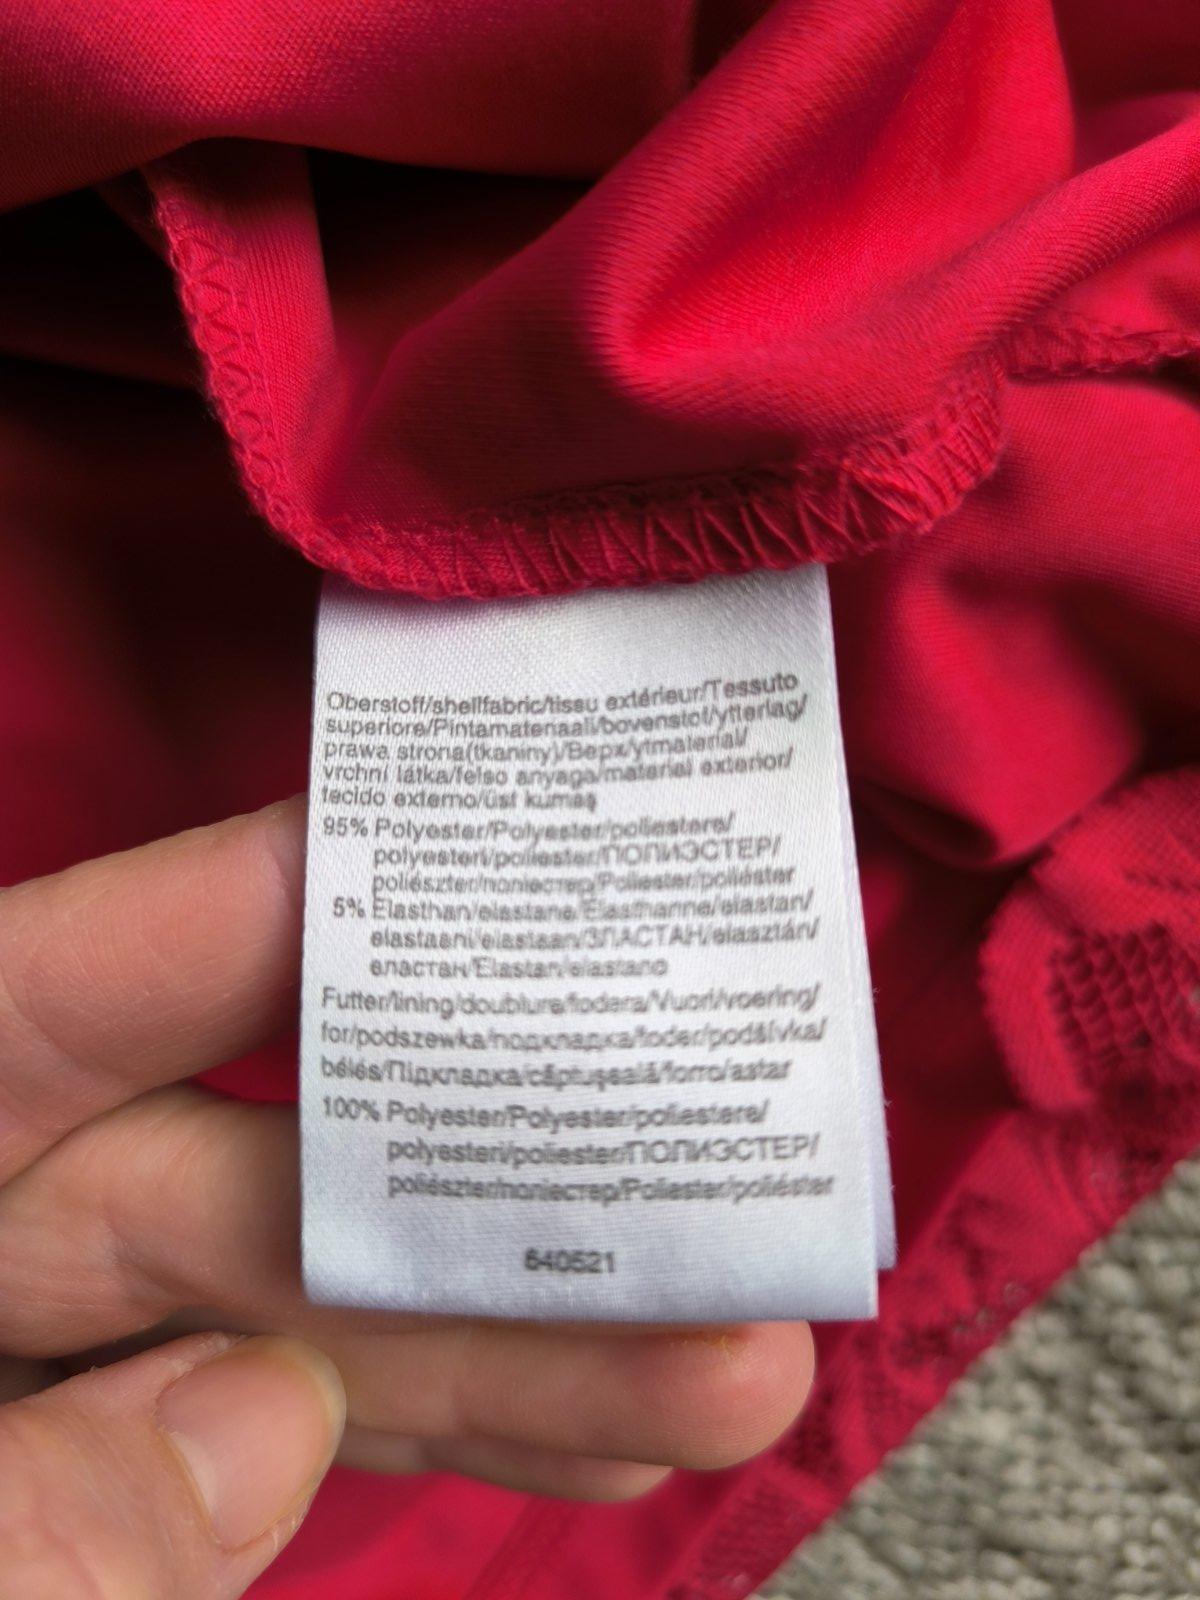 Oberstoff/shellfabric/tissu extérieur/Tessuto
superiore/Pintamateriaali/bovenstof/ytterlag/
prawa strona(tkaniny)/Верх/ytmaterial/
vrchní látka/felso anyaga/material exterior/
tecido externo/üst kumaş
95% Polyester/Polyester/poliestere/
polyesteri/poliester/ПОЛИЭСТЕР/
poliészter/поліестер/Poliester/poliéster
5% Elasthan/elastane/Elasthanne/elastan/
elastaani/elastaan/ЭЛАСТАН/elasztán/
еластан/Elastan/elastano
Futter/lining/doublure/fodera/Vuori/voering/
for/podszewka/подкладка/foder/podšívka/
bélés/Підкладка/căptuşeală/forro/astar
100% Polyester/Polyester/poliestere/
polyesteri/poliester/ПОЛИЭСТЕР/
poliészter/поліестер/Poliester/poliéster
640521